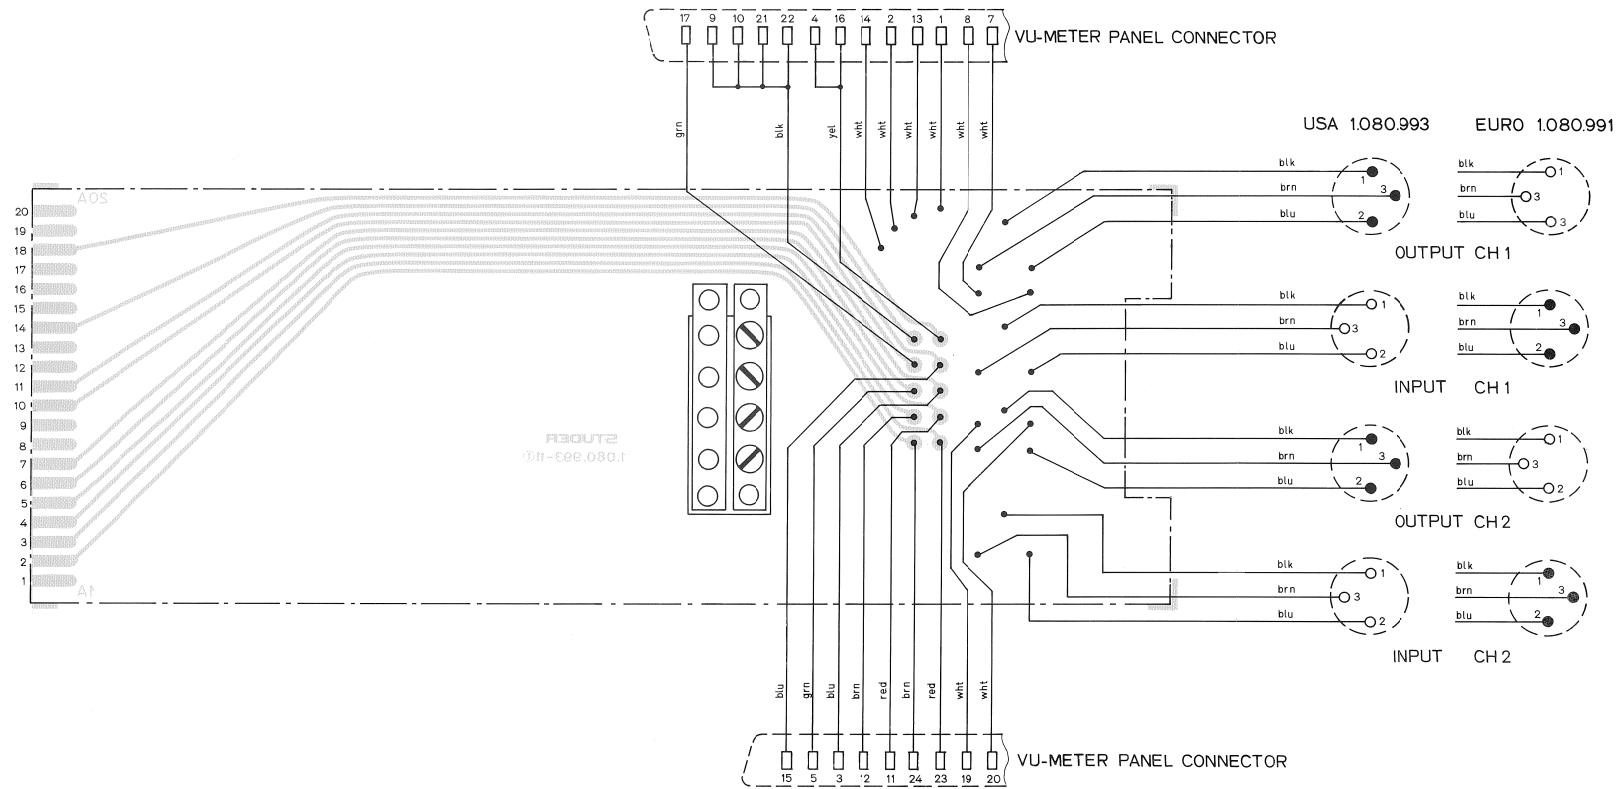 17 9 10 21 22 4 16 14 2 13 1 8 7
VU-METER PANEL CONNECTOR
grn blk yel wht wht wht wht wht wht
USA 1.080.993 EURO 1.080.991
blk brn blu
1 3 2
blk brn blu
1 3 3
OUTPUT CH 1
blk brn blu
1 3 2
blk brn blu
1 3 2
INPUT CH 1
blk brn blu
1 3 2
blk brn blu
1 3 2
OUTPUT CH 2
blk brn blu
1 3 2
blk brn blu
1 3 2
INPUT CH 2
20A
20
19
18
17
16
15
14
13
12
11
10
9
8
7
6
5
4
3
2
1
1A
STUDER
1.080.993-11①
blu grn blu brn red brn red wht wht
15 5 3 12 11 24 23 19 20
VU-METER PANEL CONNECTOR